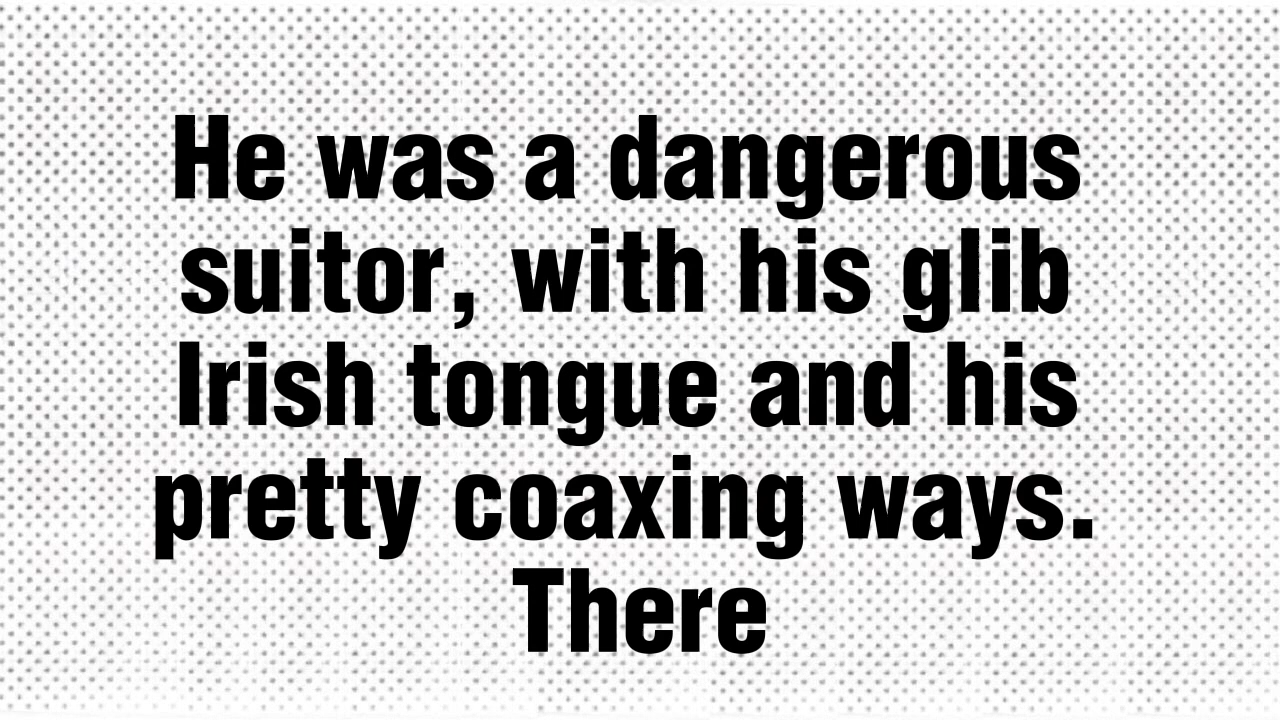 He was a dangerous
suitor, with his glib
Irish tongue and his
pretty coaxing ways.
There